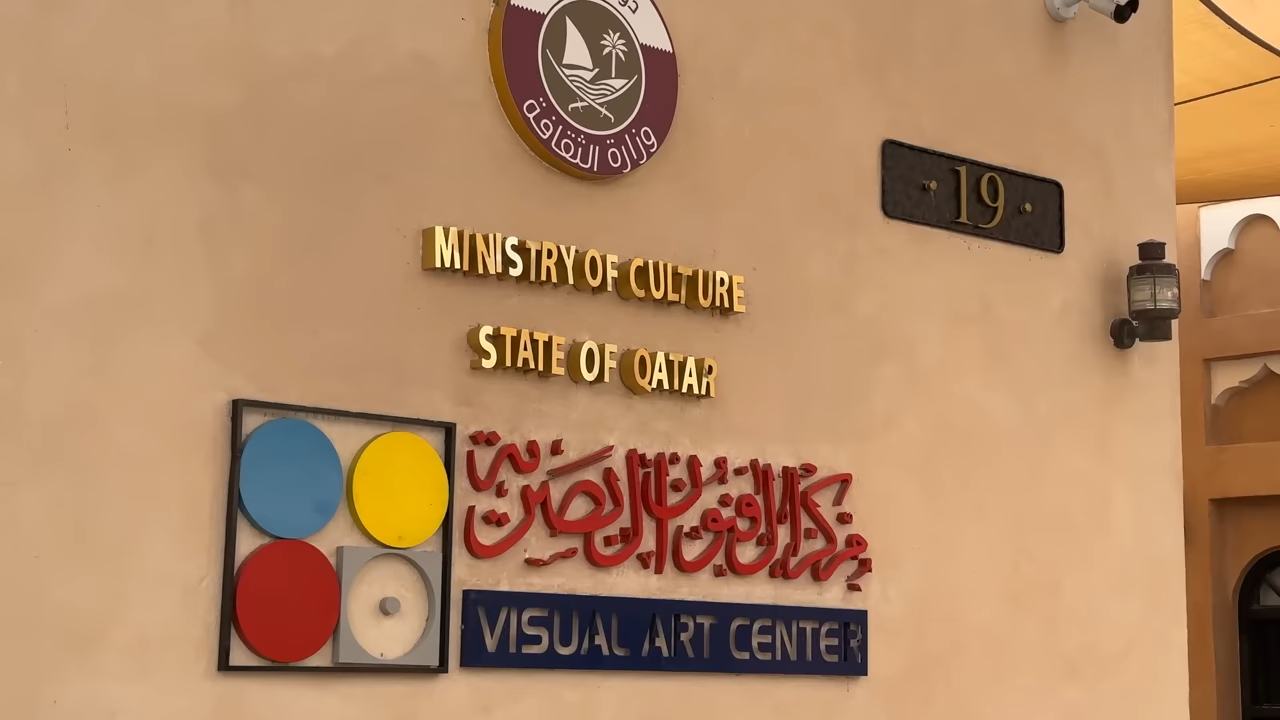 وزارة الثقافة
19
MINISTRY OF CULTURE
STATE OF QATAR
مركز الفنون البصرية
VISUAL ART CENTER